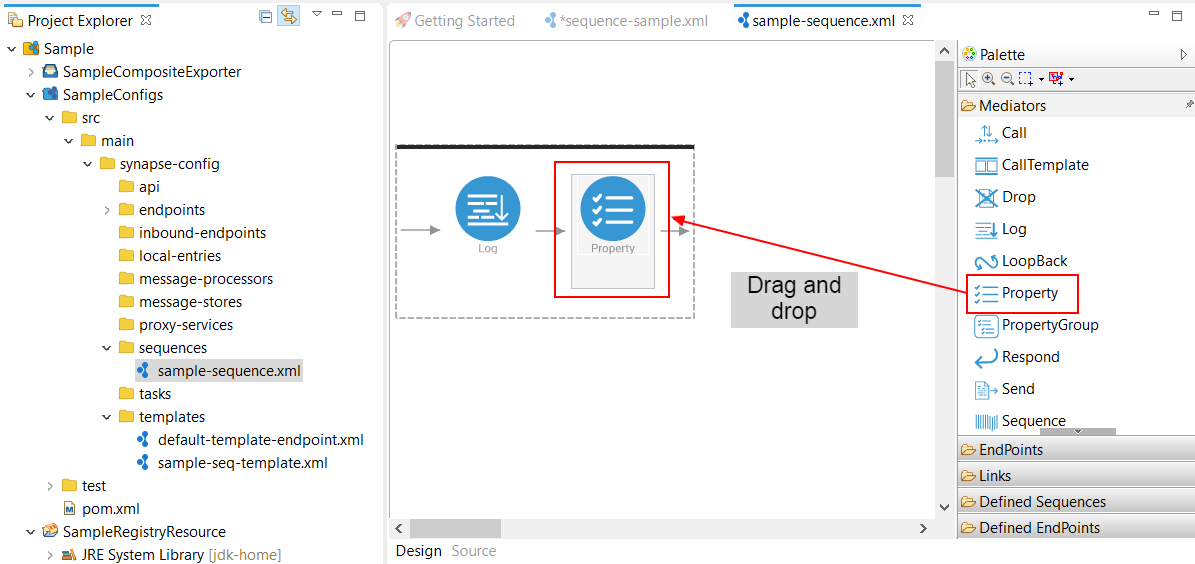 Project Explorer
Sample
SampleCompositeExporter
SampleConfigs
src
main
synapse-config
api
endpoints
inbound-endpoints
local-entries
message-processors
message-stores
proxy-services
sequences
sample-sequence.xml
tasks
templates
default-template-endpoint.xml
sample-seq-template.xml
test
pom.xml
SampleRegistryResource
JRE System Library [jdk-home]
Getting Started
*sequence-sample.xml
sample-sequence.xml
Log
Property
Drag and
drop
Design Source
Palette
Mediators
Call
CallTemplate
Drop
Log
LoopBack
Property
PropertyGroup
Respond
Send
Sequence
EndPoints
Links
Defined Sequences
Defined EndPoints